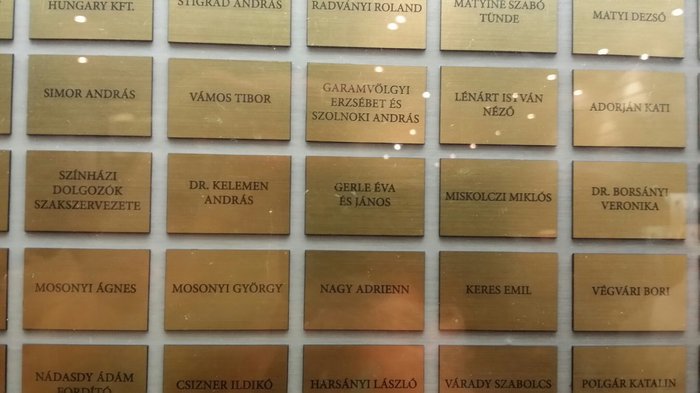 HUNGARY KFT.
STIGRÁD ANDRÁS
RADVÁNYI ROLAND
MÁTYÁNÉ SZABÓ
TÜNDE
MATYI DEZSŐ
SIMOR ANDRÁS
VÁMOS TIBOR
GARAMVÖLGYI
ERZSÉBET ÉS
SZOLNOKI ANDRÁS
LÉNÁRT ISTVÁN
NÉZŐ
ADORJÁN KATI
SZÍNHÁZI
DOLGOZÓK
SZAKSZERVEZETE
DR. KELEMEN
ANDRÁS
GERLE ÉVA
ÉS JÁNOS
MISKOLCZI MIKLÓS
DR. BORSÁNYI
VERONIKA
MOSONYI ÁGNES
MOSONYI GYÖRGY
NAGY ADRIENN
KERES EMIL
VÉGVÁRI BORI
NÁDASDY ÁDÁM
FORDÍTÓ
CSIZNER ILDIKÓ
HARSÁNYI LÁSZLÓ
VÁRADY SZABOLCS
POLGÁR KATALIN